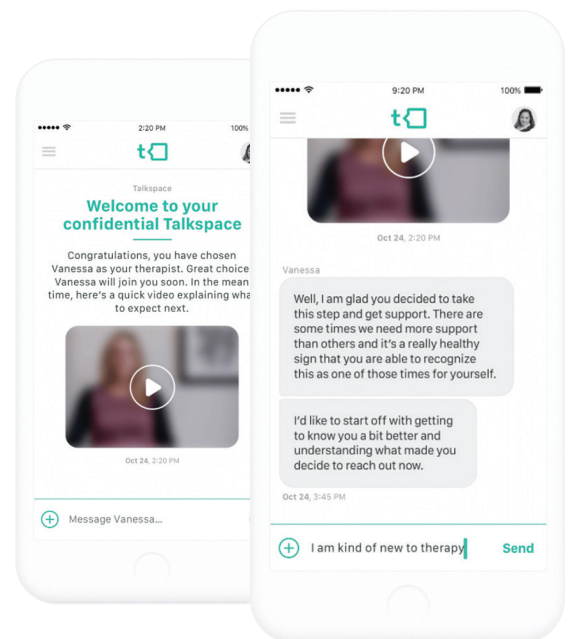 2:20 PM
100%
t
Talkspace
Welcome to your
confidential Talkspace
Congratulations, you have chosen
Vanessa as your therapist. Great choice
Vanessa will join you soon. In the mean
time, here's a quick video explaining wha
to expect next.
Oct 24, 2:20 PM
Message Vanessa...
9:20 PM
100%
t
Oct 24, 2:20 PM
Vanessa
Well, I am glad you decided to take
this step and get support. There are
some times we need more support
than others and it's a really healthy
sign that you are able to recognize
this as one of those times for yourself.
I'd like to start off with getting
to know you a bit better and
understanding what made you
decide to reach out now.
Oct 24, 3:45 PM
I am kind of new to therapy
Send